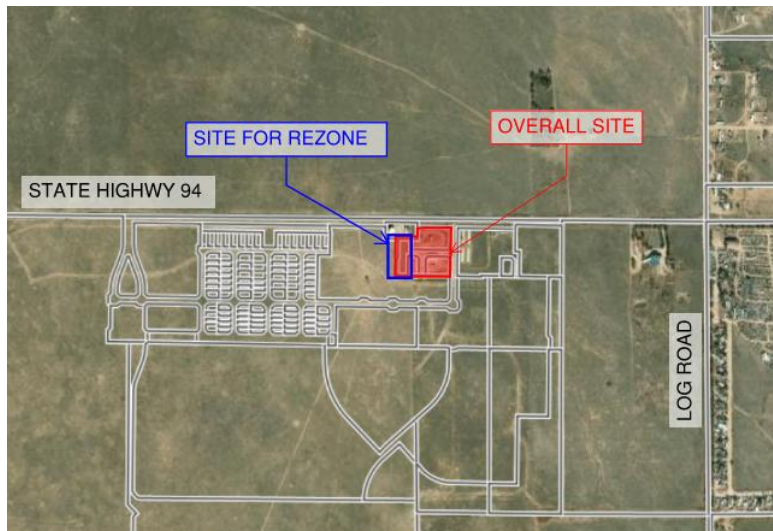 OVERALL SITE
SITE FOR REZONE
STATE HIGHWAY 94
LOG ROAD